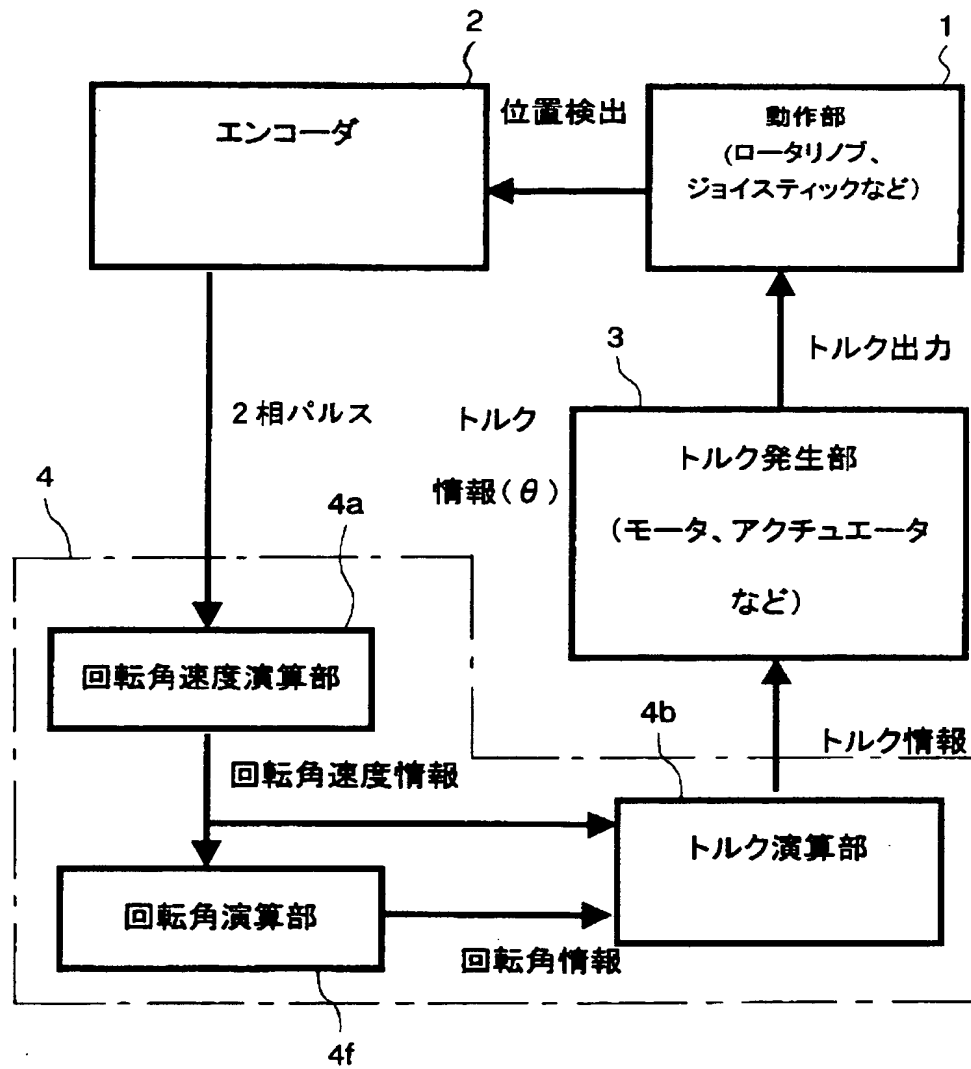 2
1
エンコーダ
位置検出
動作部
(ロータリノブ、
ジョイスティックなど)
3
トルク出力
2相パルス
トルク
情報(θ)
トルク発生部
(モータ、アクチュエータ
など)
4
4a
回転角速度演算部
4b
トルク情報
回転角速度情報
トルク演算部
回転角演算部
回転角情報
4f